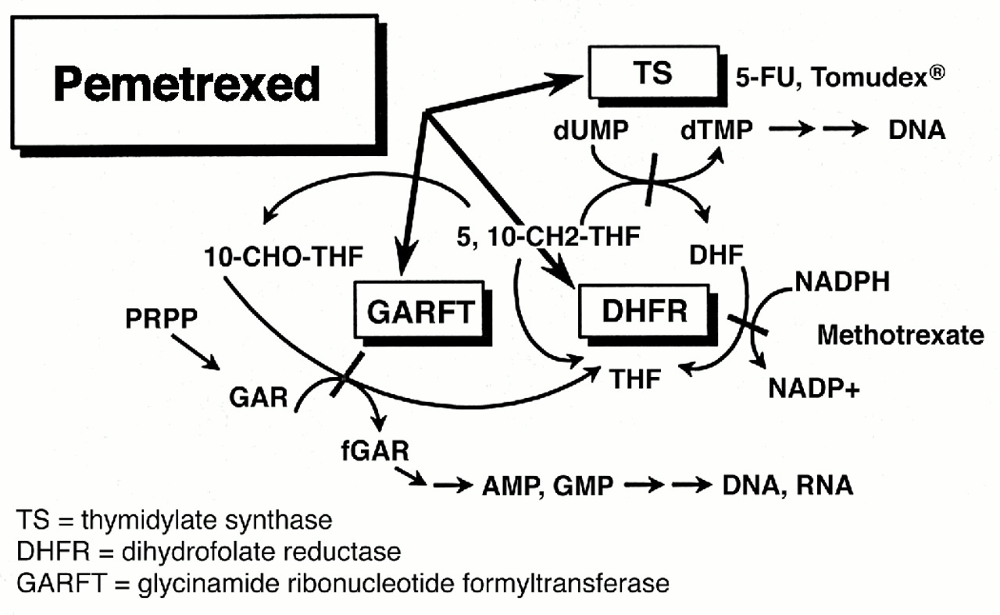 Pemetrexed
TS
5-FU, Tomudex®
dUMP
dTMP
DNA
5, 10-CH2-THF
10-CHO-THF
DHF
NADPH
GARFT
DHFR
PRPP
Methotrexate
THF
NADP+
GAR
fGAR
AMP, GMP
DNA, RNA
TS = thymidylate synthase
DHFR = dihydrofolate reductase
GARFT = glycinamide ribonucleotide formyltransferase